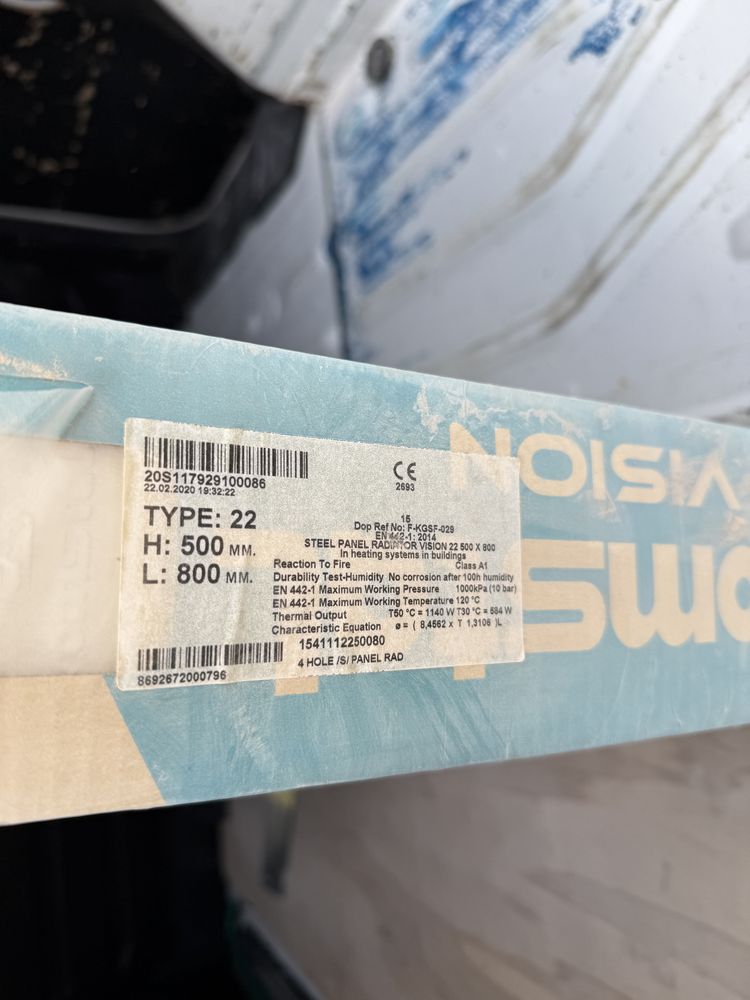 20S117929100086
22.02.2020 19:32:22
CE
2693
TYPE: 22
H: 500 MM.
L: 800 MM.
15
Dop Ref No: F-KGSF-029
EN 442-1: 2014
STEEL PANEL RADIATOR VISION 22 500 X 800
In heating systems in buildings
Reaction To Fire Class A1
Durability Test-Humidity No corrosion after 100h humidity
EN 442-1 Maximum Working Pressure 1000kPa (10 bar)
EN 442-1 Maximum Working Temperature 120 °C
Thermal Output T50 °C = 1140 W T30 °C = 584 W
Characteristic Equation ø = ( 8,4562 x T 1,3106 )L
1541112250080
4 HOLE /S/ PANEL RAD
8692672000796
VISION